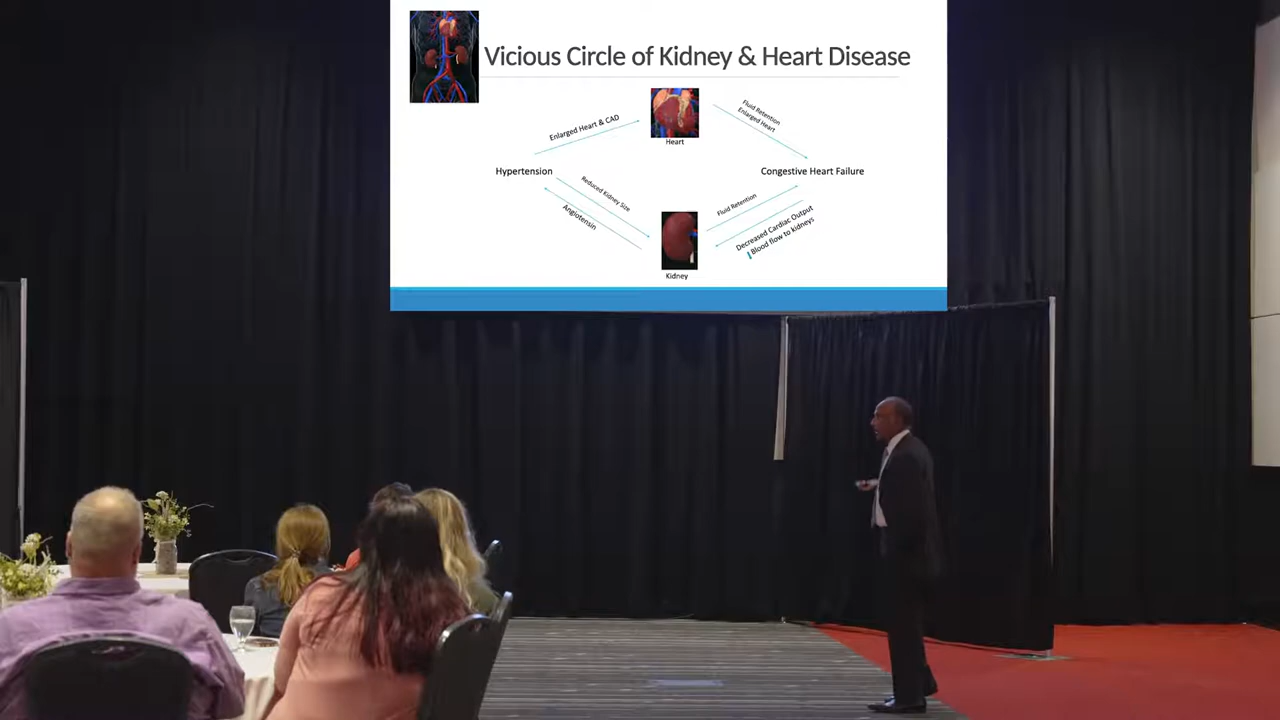 Vicious Circle of Kidney & Heart Disease
Enlarged Heart & CAD
Heart
Fluid Retention
Enlarged Heart
Hypertension
Congestive Heart Failure
Reduced Kidney Size
Angiotensin
Fluid Retention
Decreased Cardiac Output
Blood flow to kidneys
Kidney